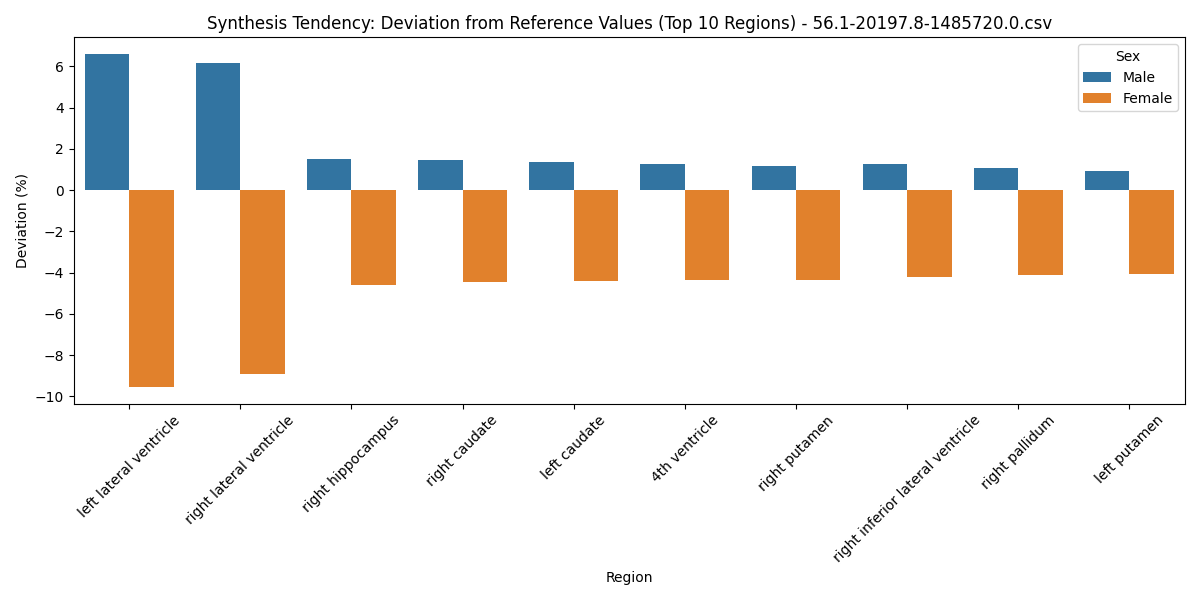 Synthesis Tendency: Deviation from Reference Values (Top 10 Regions) - 56.1-20197.8-1485720.0.csv
Sex
Male
Female
Deviation (%)
6
4
2
0
−2
−4
−6
−8
−10
left lateral ventricle
right lateral ventricle
right hippocampus
right caudate
left caudate
4th ventricle
right putamen
right inferior lateral ventricle
right pallidum
left putamen
Region